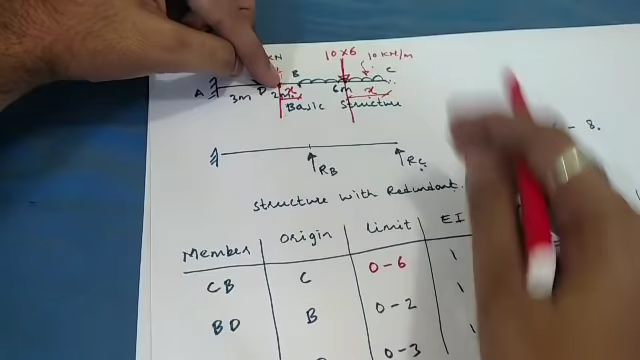 KN 10 x 6 10 KN/m
B C
A 3m D 2m x 6m x
Basic Structure
RB RC
Structure with Redundant.
- 8.
Member Origin Limit EI
CB C 0-6 1
BD B 0-2 1
0-3